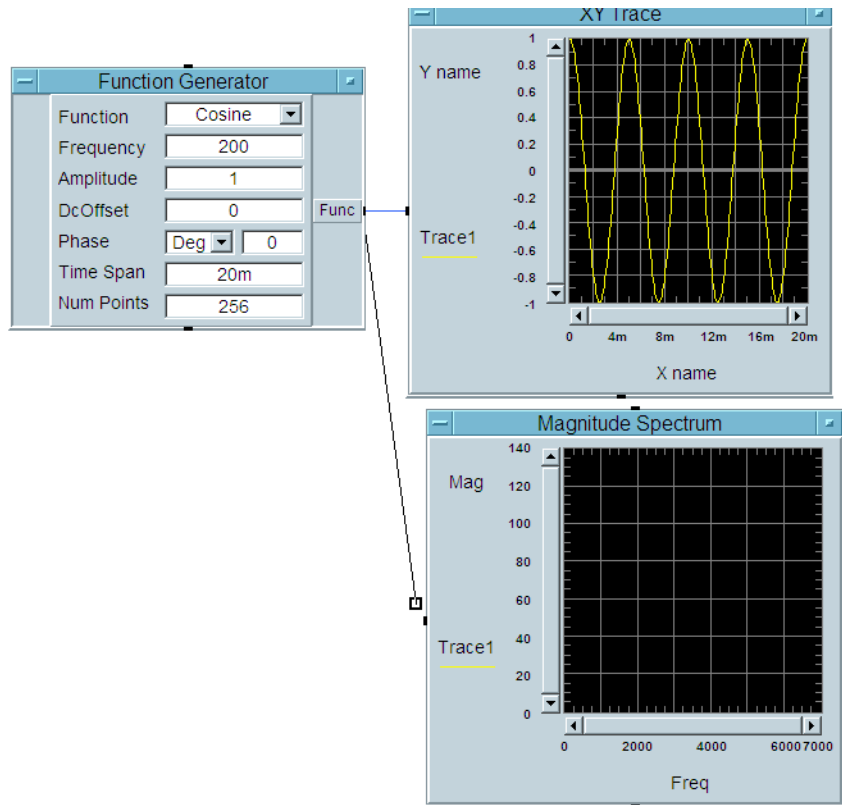 Function Generator
Function Cosine
Frequency 200
Amplitude 1
DcOffset 0
Phase Deg 0
Time Span 20m
Num Points 256
Func
XY Trace
Y name
Trace1
1
0.8
0.6
0.4
0.2
0
-0.2
-0.4
-0.6
-0.8
-1
0 4m 8m 12m 16m 20m
X name
Magnitude Spectrum
Mag
Trace1
140
120
100
80
60
40
20
0
0 2000 4000 6000 7000
Freq